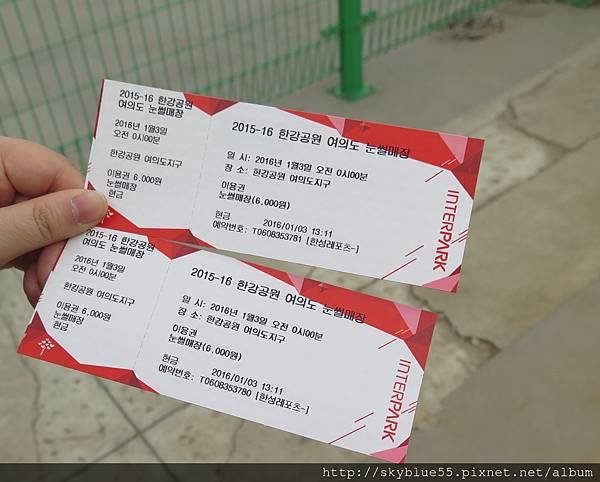 2015-16 한강공원
여의도 눈썰매장
2016년 1월3일
오전 0시00분
한강공원 여의도지구
이용권 6,000원
눈썰매장
현금
2015-16 한강공원 여의도 눈썰매장
일 시: 2016년 1월3일 오전 0시00분
장 소: 한강공원 여의도지구
이용권
눈썰매장(6,000원)
현금 2016/01/03 13:11
예약번호: T0608353781 [한성레포츠-]
INTERPARK
2015-16 한강공원
여의도 눈썰매장
2016년 1월3일
오전 0시00분
한강공원 여의도지구
이용권 6,000원
눈썰매장
현금
2015-16 한강공원 여의도 눈썰매장
일 시: 2016년 1월3일 오전 0시00분
장 소: 한강공원 여의도지구
이용권
눈썰매장(6,000원)
현금 2016/01/03 13:11
예약번호: T0608353780 [한성레포츠-]
INTERPARK
http://skyblue55.pixnet.net/album